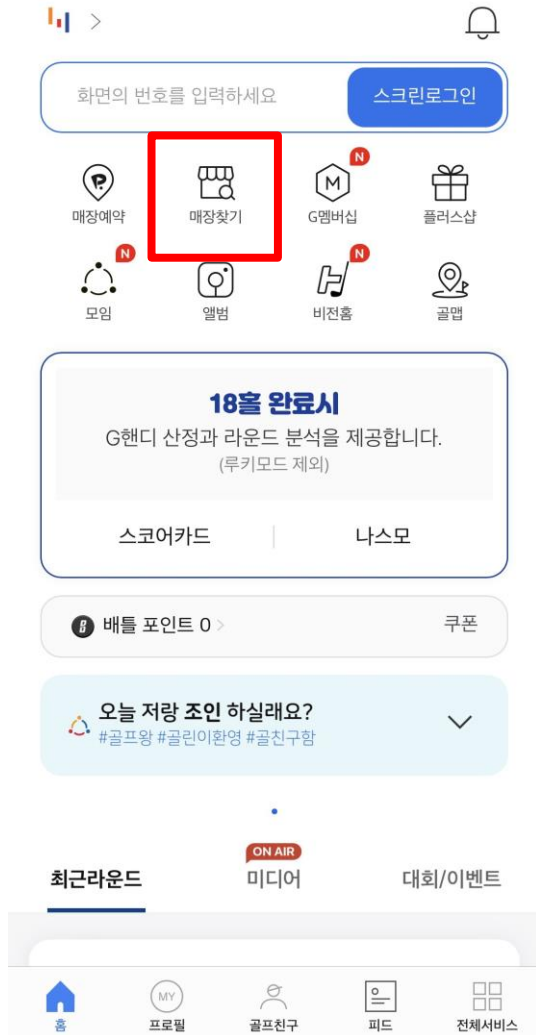 화면의 번호를 입력하세요
스크린로그인
매장예약
매장찾기
N
G멤버십
플러스샵
N
모임
앨범
N
비전홈
골맵
18홀 완료시
G핸디 산정과 라운드 분석을 제공합니다.
(루키모드 제외)
스코어카드
나스모
배틀 포인트 0 >
쿠폰
오늘 저랑 조인 하실래요?
#골프왕 #골린이환영 #골친구함
ON AIR
최근라운드
미디어
대회/이벤트
홈
MY
프로필
골프친구
피드
전체서비스